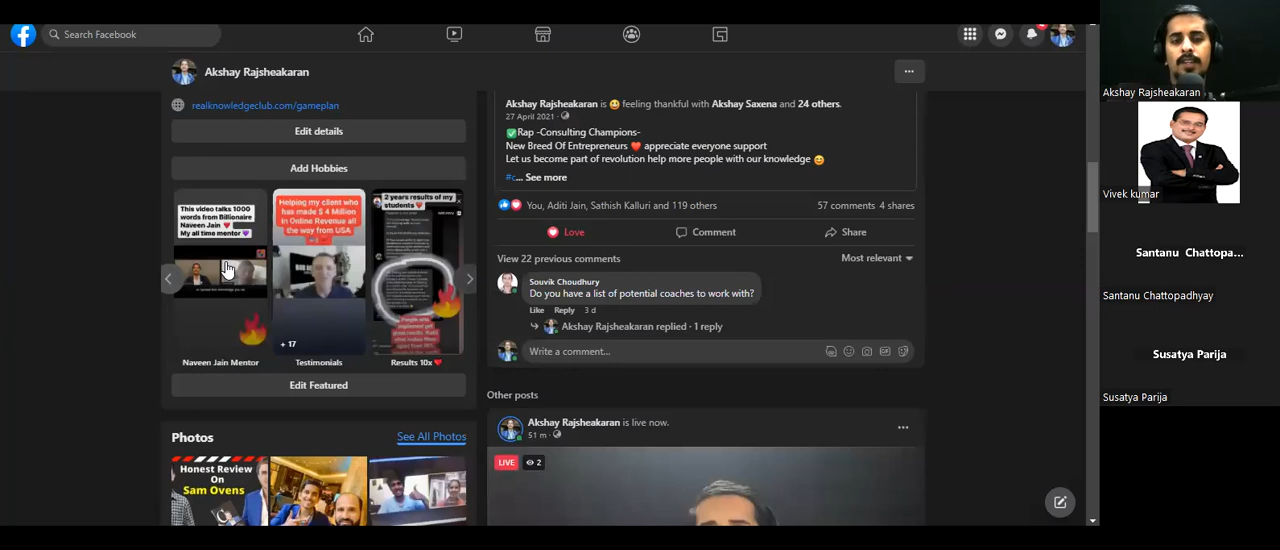 Search Facebook
Akshay Rajsheakaran
realknowledgeclub.com/gameplan
Edit details
Add Hobbies
This video talks 1000
words from Billionaire
Naveen Jain ❤️
My all time mentor 💜
Naveen Jain Mentor
Helping my client who
has made $ 4 Million
in Online Revenue all
the way from USA
+ 17
Testimonials
2 years results of my
students ❤️
Results 10x ❤️
Edit Featured
Photos
See All Photos
Honest Review
On
Sam Ovens
Akshay Rajsheakaran is 😀 feeling thankful with Akshay Saxena and 24 others.
27 April 2021 ·
✅Rap -Consulting Champions-
New Breed Of Entrepreneurs ❤️ appreciate everyone support
Let us become part of revolution help more people with our knowledge 😊
#c... See more
You, Aditi Jain, Sathish Kalluri and 119 others
57 comments 4 shares
Love
Comment
Share
View 22 previous comments
Most relevant
Souvik Choudhury
Do you have a list of potential coaches to work with?
Like Reply 3 d
Akshay Rajsheakaran replied · 1 reply
Write a comment...
GIF
Other posts
Akshay Rajsheakaran is live now.
51 m ·
LIVE 2
Akshay Rajsheakaran
Vivek kumar
Santanu Chattopa...
Santanu Chattopadhyay
Susatya Parija
Susatya Parija